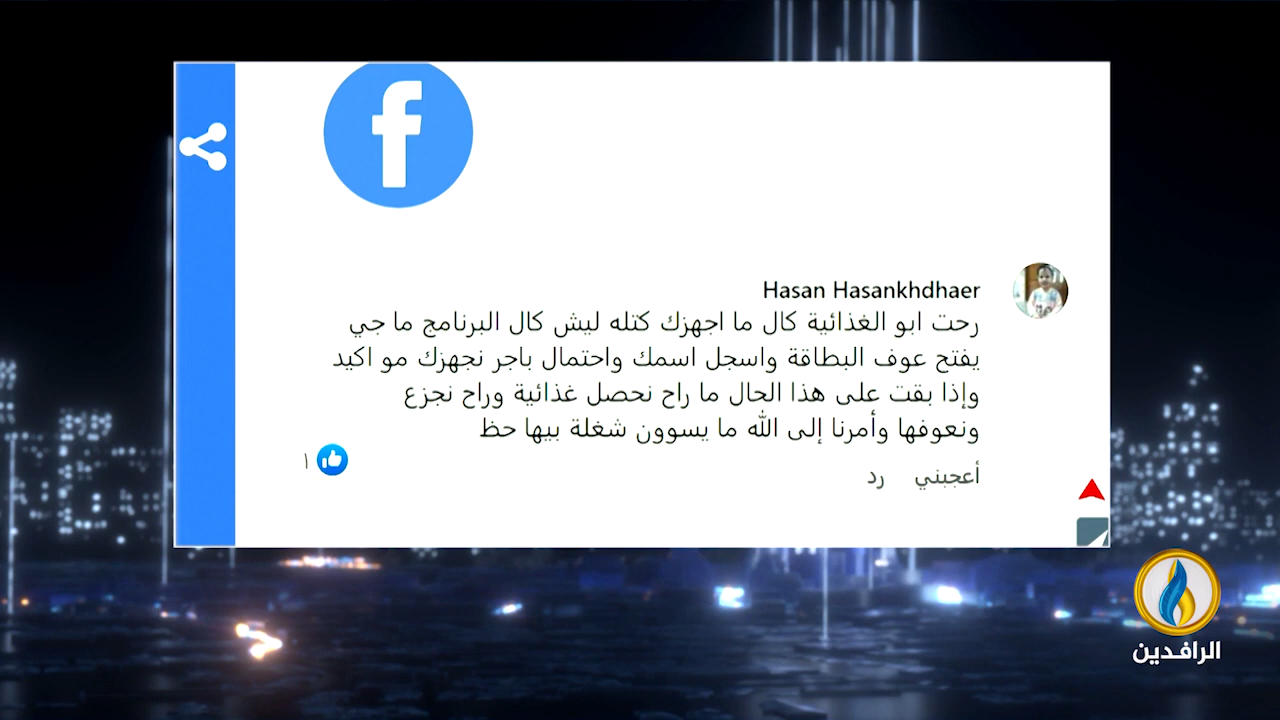 Hasan Hasankhdhaer
رحت ابو الغذائية كال ما اجهزك كتله ليش كال البرنامج ما جي
يفتح عوف البطاقة واسجل اسمك واحتمال باجر نجهزك مو اكيد
وإذا بقت على هذا الحال ما راح نحصل غذائية وراح نجزع
ونعوفها وأمرنا إلى الله ما يسوون شغلة بيها حظ
١
أعجبني رد
الرافدين